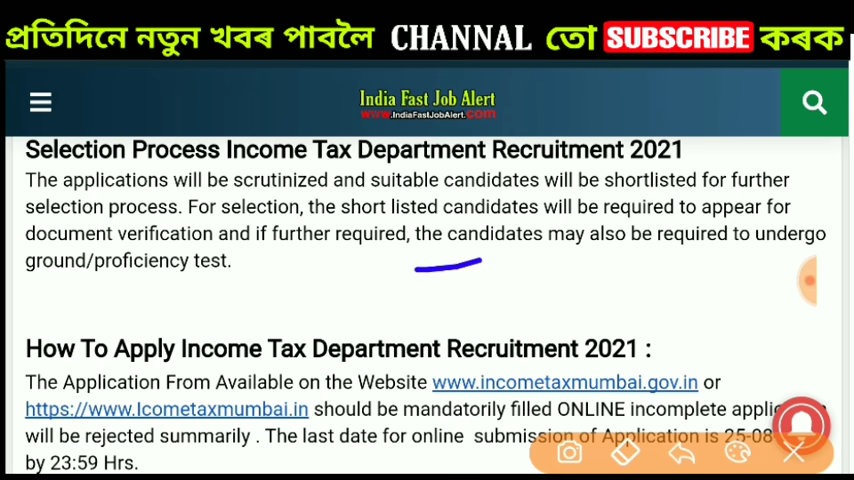 প্ৰতিদিনে নতুন খবৰ পাবলৈ CHANNAL তো SUBSCRIBE কৰক
India Fast Job Alert
www.IndiaFastJobAlert.com
Selection Process Income Tax Department Recruitment 2021
The applications will be scrutinized and suitable candidates will be shortlisted for further
selection process. For selection, the short listed candidates will be required to appear for
document verification and if further required, the candidates may also be required to undergo
ground/proficiency test.
How To Apply Income Tax Department Recruitment 2021 :
The Application From Available on the Website www.incometaxmumbai.gov.in or
https://www.Icometaxmumbai.in should be mandatorily filled ONLINE incomplete
will be rejected summarily . The last date for online submission of Application is 25-08
by 23:59 Hrs.